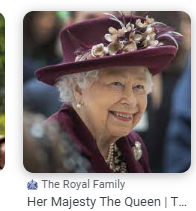 The Royal Family
Her Majesty The Queen | T...